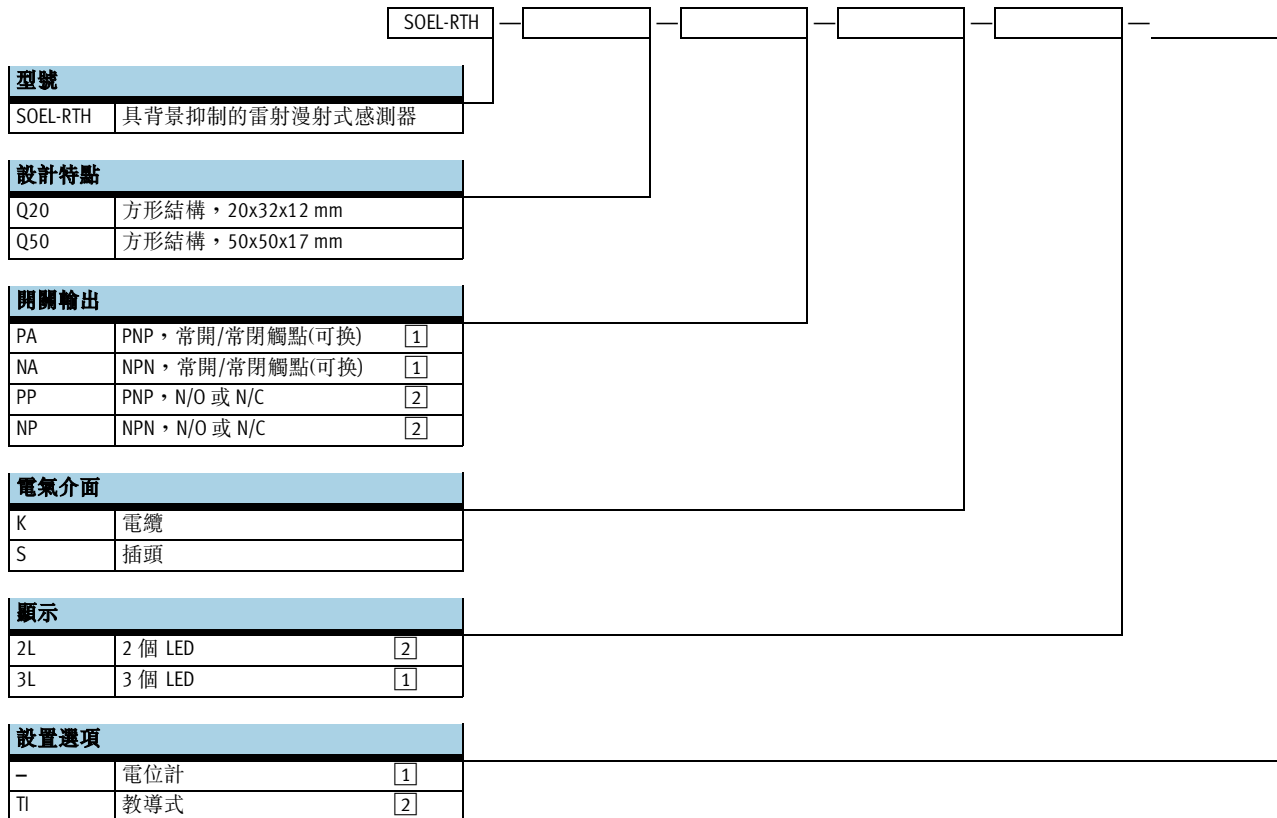 SOEL-RTH — — — — —
型號
SOEL-RTH 具背景抑制的雷射漫射式感測器
設計特點
Q20 方形結構，20x32x12 mm
Q50 方形結構，50x50x17 mm
開關輸出
PA PNP，常開/常閉觸點(可換) 1
NA NPN，常開/常閉觸點(可換) 1
PP PNP，N/O 或 N/C 2
NP NPN，N/O 或 N/C 2
電氣介面
K 電纜
S 插頭
顯示
2L 2 個 LED 2
3L 3 個 LED 1
設置選項
– 電位計 1
TI 教導式 2